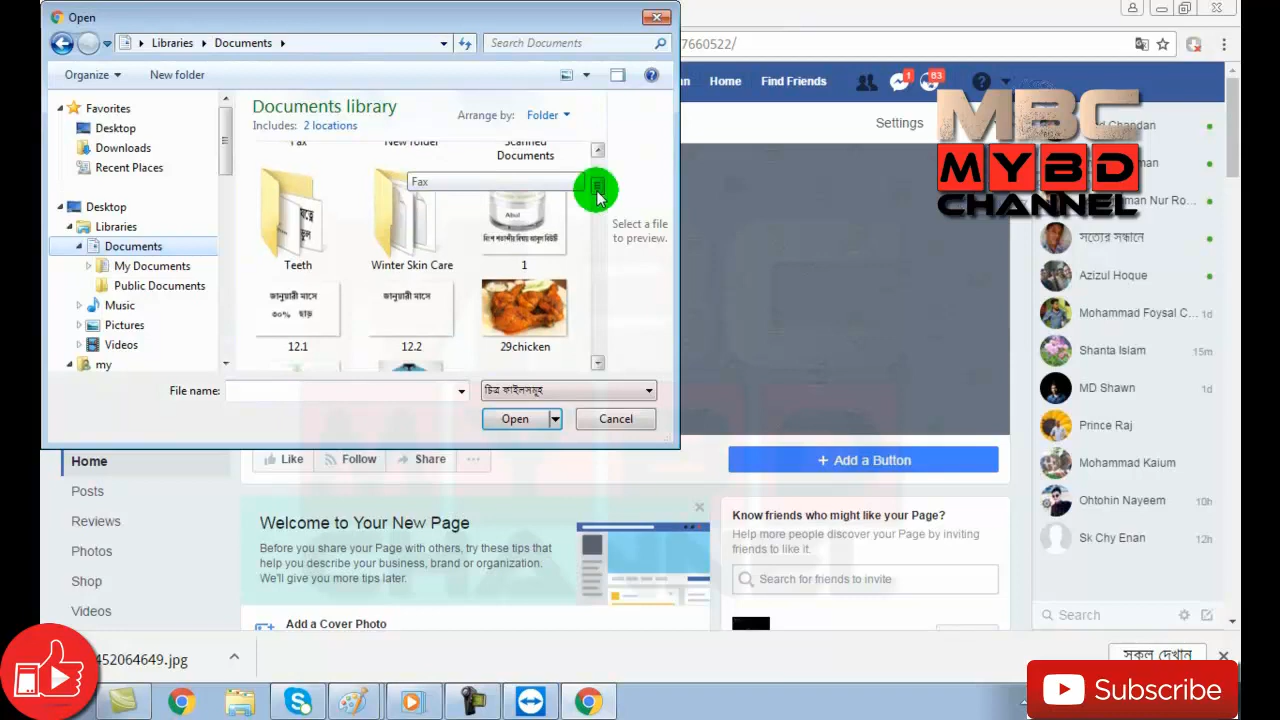 Open
Libraries
Documents
Search Documents
Organize
New folder
Favorites
Desktop
Downloads
Recent Places
Desktop
Libraries
Documents
My Documents
Public Documents
Music
Pictures
Videos
my
Documents library
Includes: 2 locations
Arrange by:
Folder
Fax
New folder
Scanned
Documents
Fax
Select a file
to preview.
Teeth
Winter Skin Care
Abul
1
জানুয়ারী মাসে
৩০% ছাড়
জানুয়ারী মাসে
12.1
12.2
29chicken
File name:
চিত্র ফাইলসমূহ
Open
Cancel
7660522/
Home
Find Friends
1
83
Settings
MBC
MYBD
CHANNEL
Chandan
সত্যের সন্ধানে
Azizul Hoque
Mohammad Foysal C...
1d
Shanta Islam
15m
MD Shawn
1d
Prince Raj
Mohammad Kaium
Ohtohin Nayeem
10h
Sk Chy Enan
12h
Search
Home
Posts
Reviews
Photos
Shop
Videos
Like
Follow
Share
+ Add a Button
Welcome to Your New Page
Before you share your Page with others, try these tips that
help you describe your business, brand or organization.
We'll give you more tips later.
Add a Cover Photo
Know friends who might like your Page?
Help more people discover your Page by inviting
friends to like it.
Search for friends to invite
452064649.jpg
সকল দেখান
Subscribe